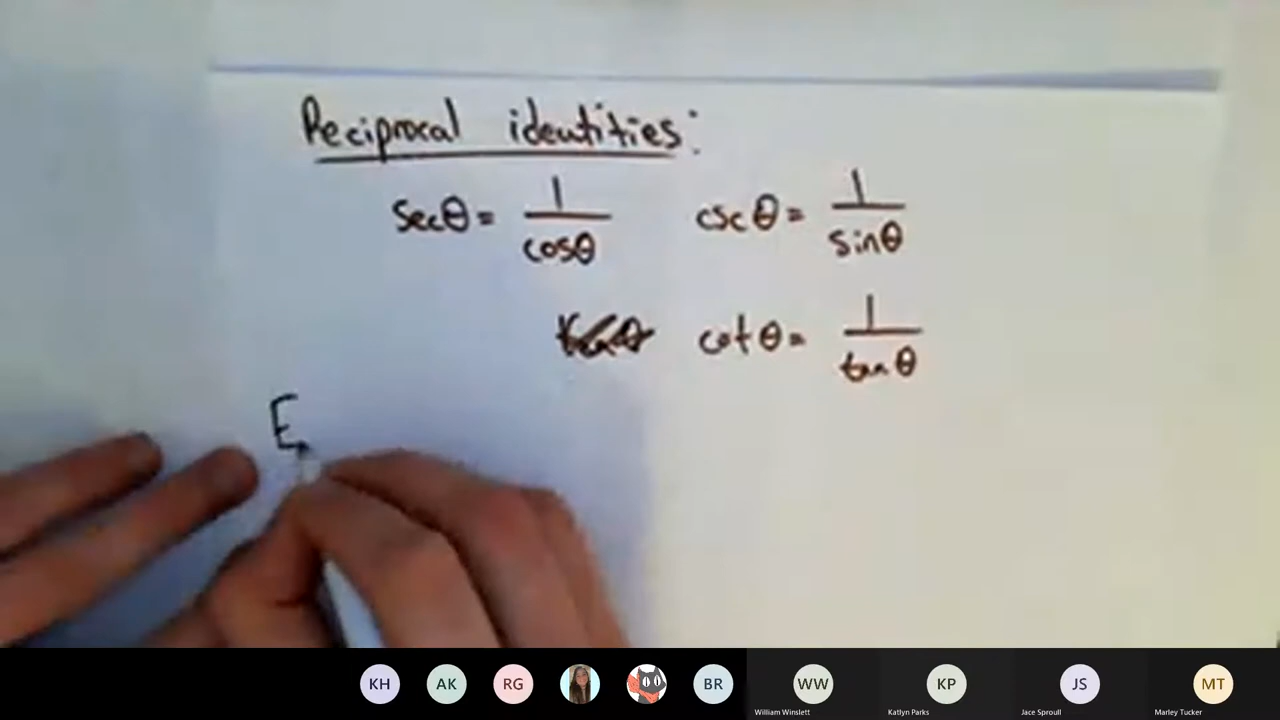 Reciprocal identities:
secθ = 1/cosθ   cscθ = 1/sinθ
cotθ = 1/tanθ
E
KH AK RG BR WW KP JS MT
William Winslett Katlyn Parks Jace Sproull Marley Tucker